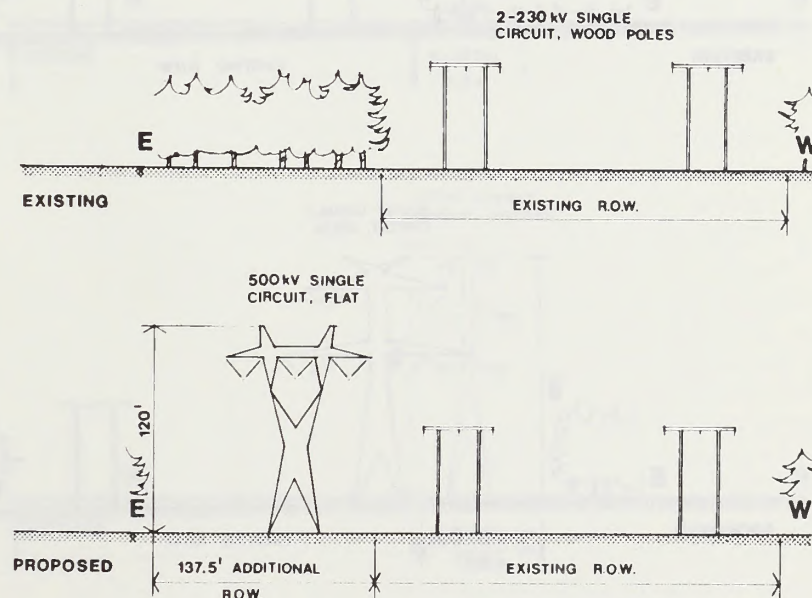 2-230 kV SINGLE
CIRCUIT, WOOD POLES
E
W
EXISTING
EXISTING R.O.W.
500 kV SINGLE
CIRCUIT, FLAT
120'
E
W
PROPOSED
137.5' ADDITIONAL
R.O.W.
EXISTING R.O.W.